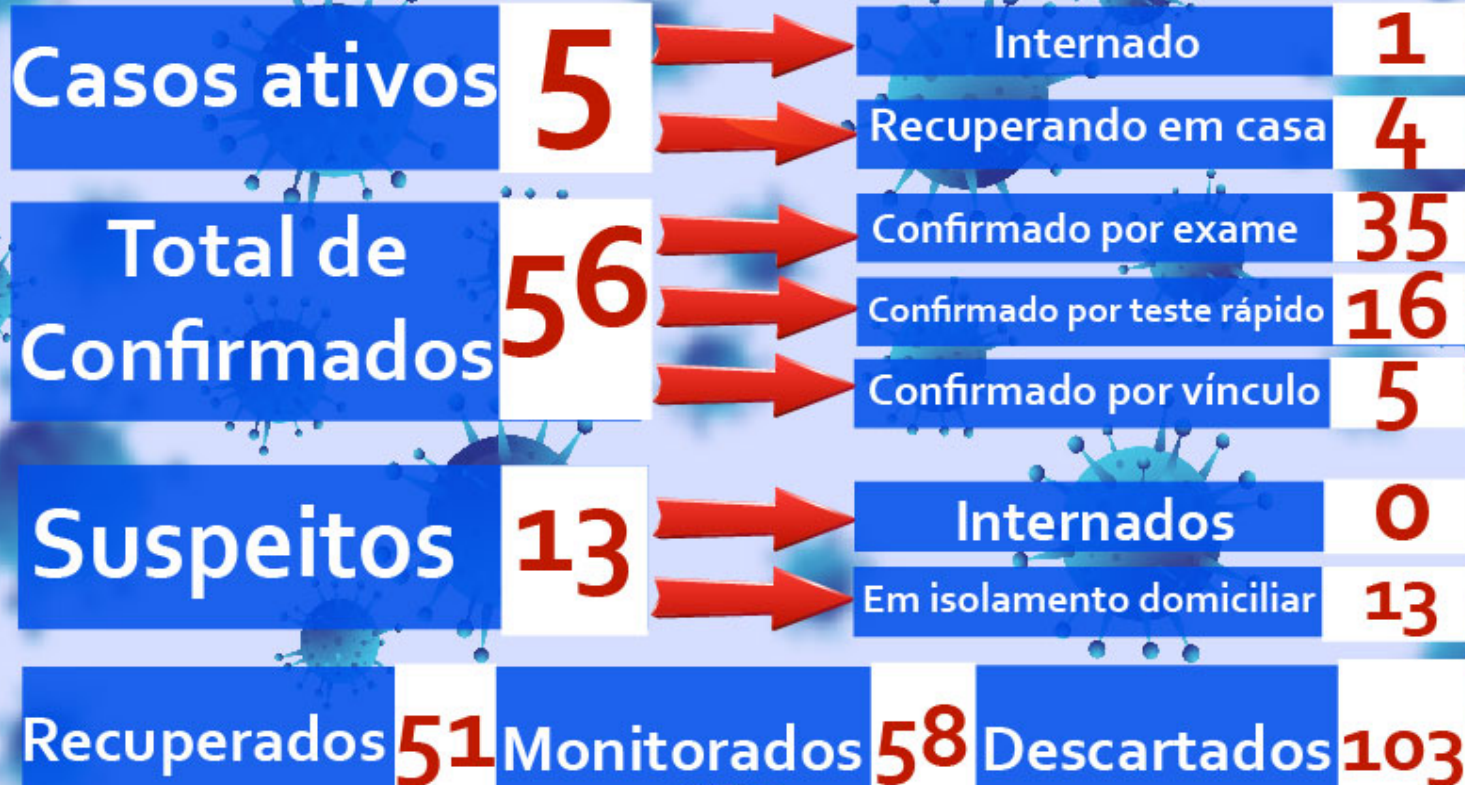 Casos ativos 5
Internado 1
Recuperando em casa 4
Total de
Confirmados 56
Confirmado por exame 35
Confirmado por teste rápido 16
Confirmado por vínculo 5
Suspeitos 13
Internados 0
Em isolamento domiciliar 13
Recuperados 51 Monitorados 58 Descartados 103